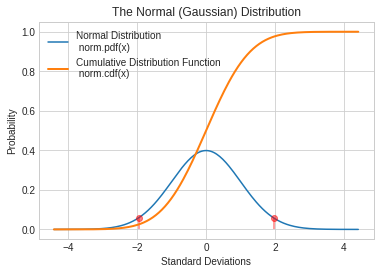 The Normal (Gaussian) Distribution
Normal Distribution
norm.pdf(x)
Cumulative Distribution Function
norm.cdf(x)
Probability
1.0
0.8
0.6
0.4
0.2
0.0
−4
−2
0
2
4
Standard Deviations